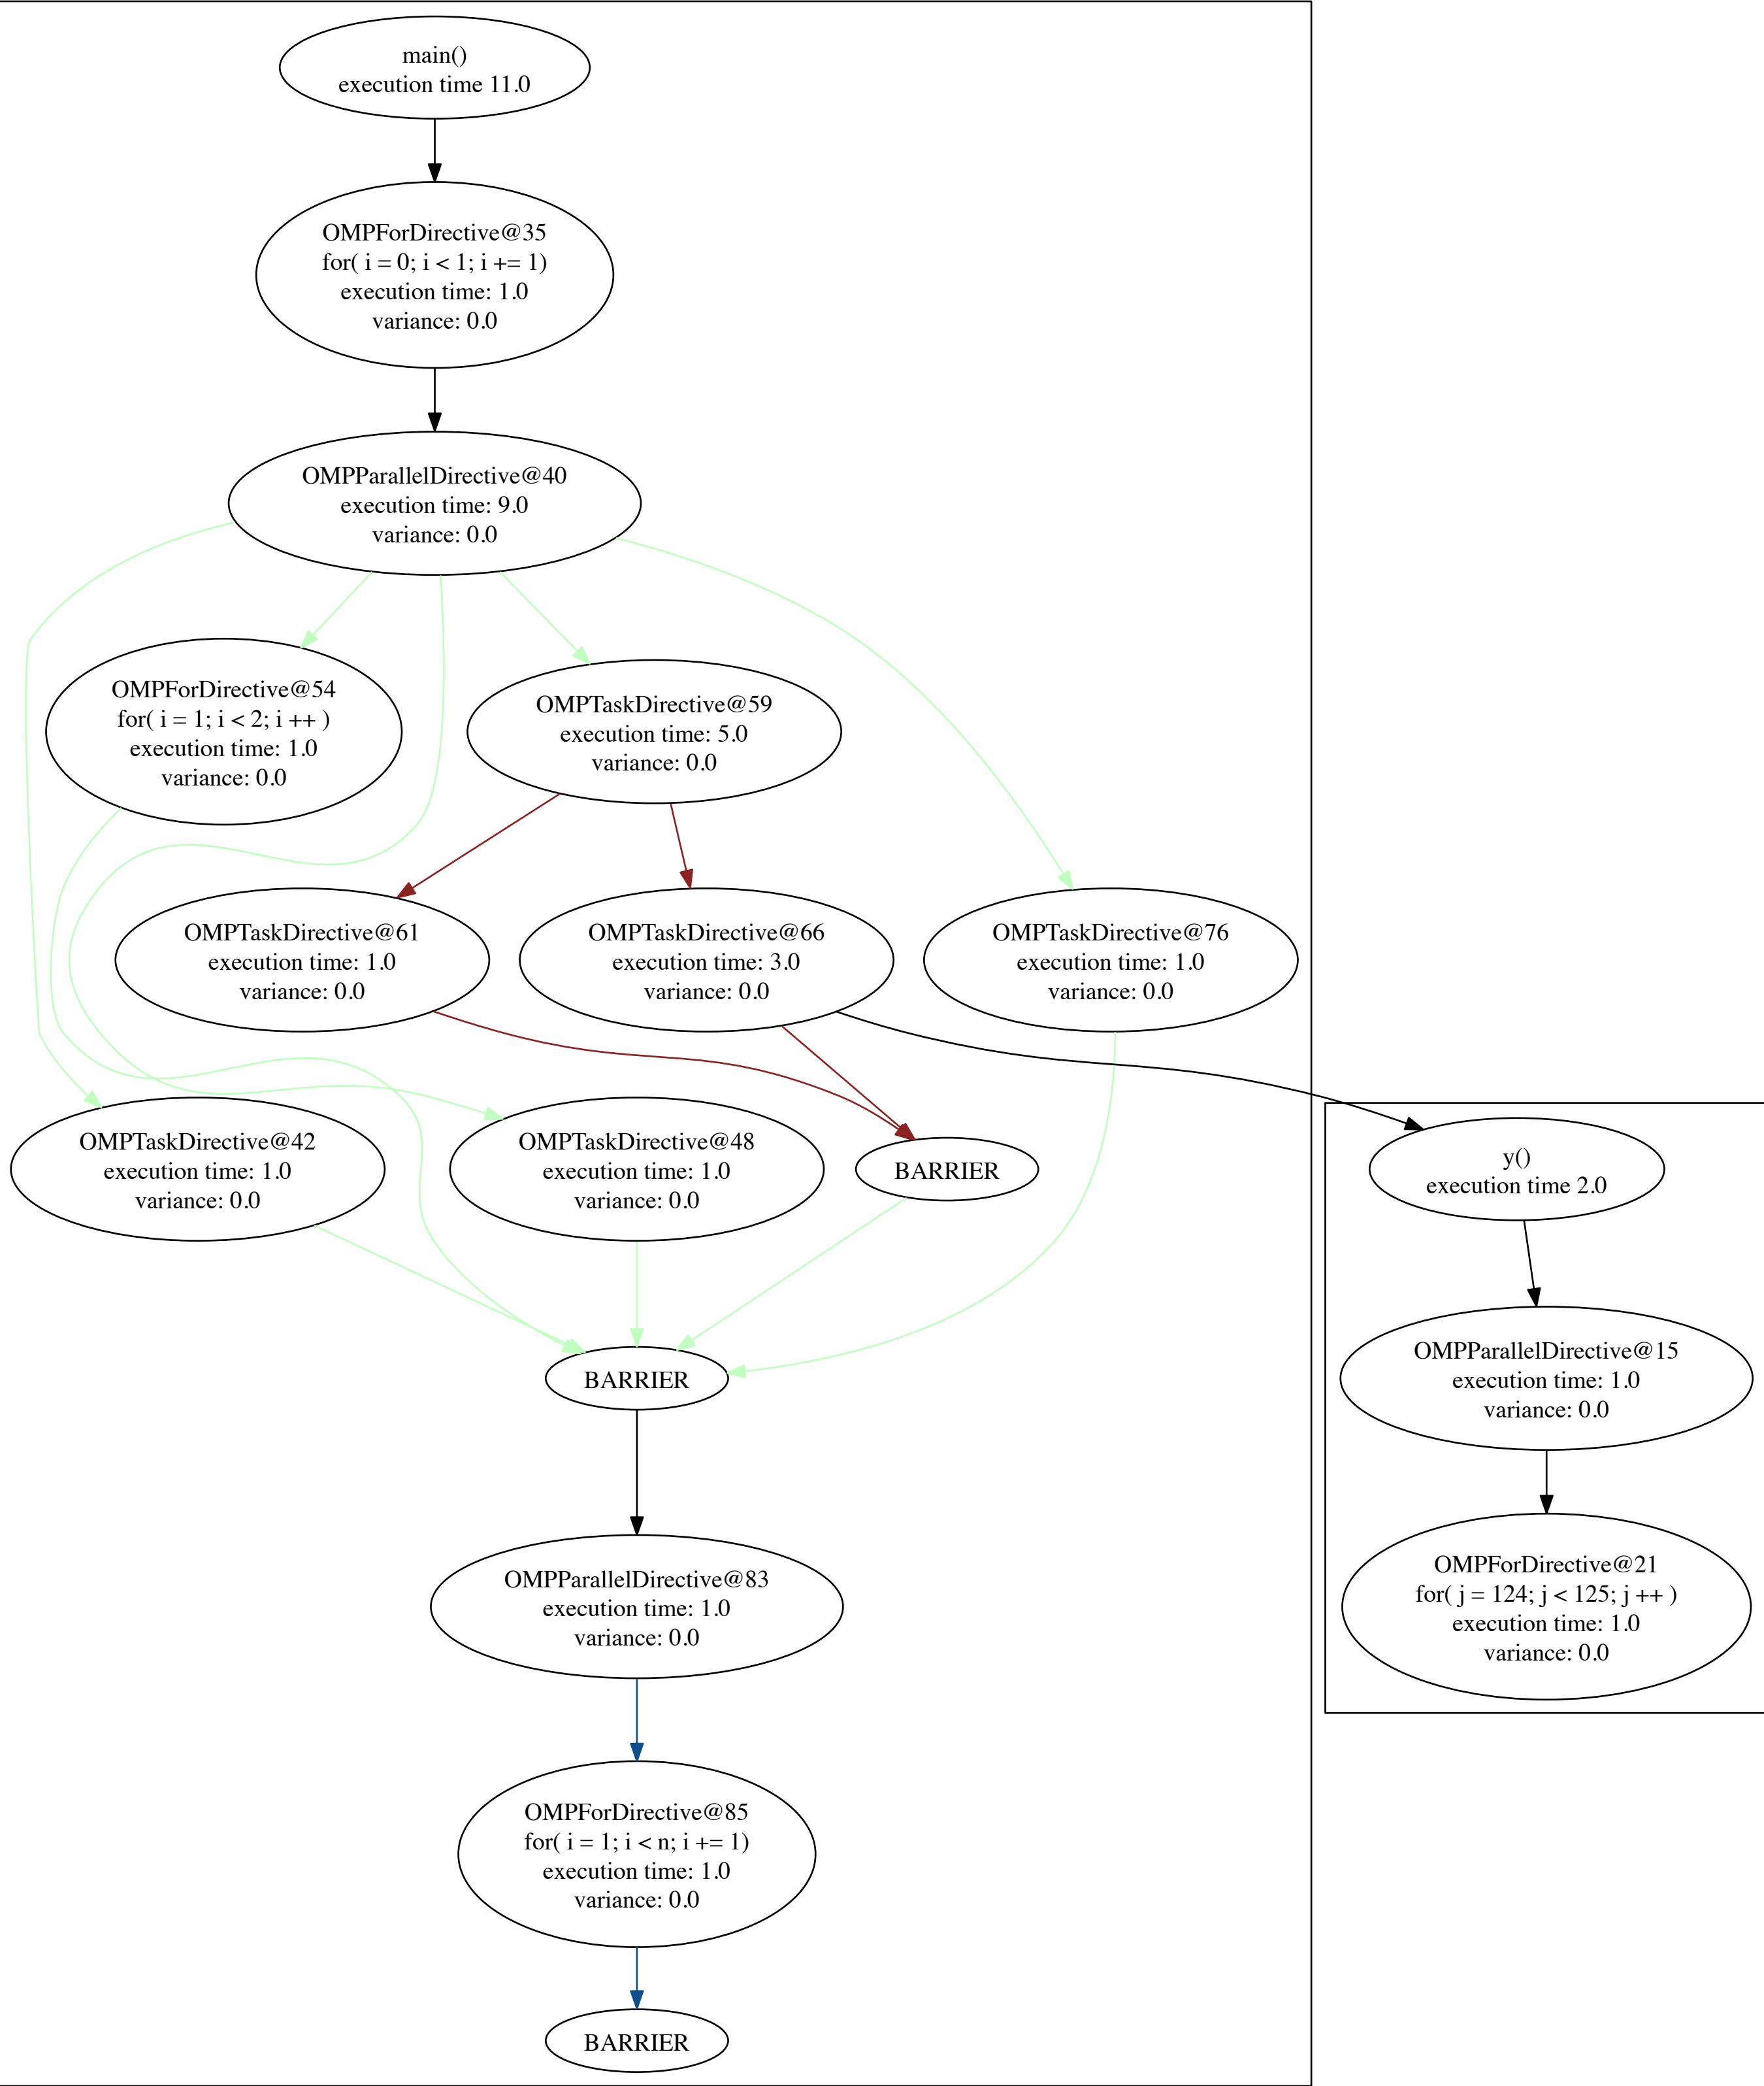 main()
execution time 11.0
OMPForDirective@35
for( i = 0; i < 1; i += 1)
execution time: 1.0
variance: 0.0
OMPParallelDirective@40
execution time: 9.0
variance: 0.0
OMPForDirective@54
for( i = 1; i < 2; i ++ )
execution time: 1.0
variance: 0.0
OMPTaskDirective@59
execution time: 5.0
variance: 0.0
OMPTaskDirective@61
execution time: 1.0
variance: 0.0
OMPTaskDirective@66
execution time: 3.0
variance: 0.0
OMPTaskDirective@76
execution time: 1.0
variance: 0.0
OMPTaskDirective@42
execution time: 1.0
variance: 0.0
OMPTaskDirective@48
execution time: 1.0
variance: 0.0
BARRIER
y()
execution time 2.0
BARRIER
OMPParallelDirective@15
execution time: 1.0
variance: 0.0
OMPParallelDirective@83
execution time: 1.0
variance: 0.0
OMPForDirective@21
for( j = 124; j < 125; j ++ )
execution time: 1.0
variance: 0.0
OMPForDirective@85
for( i = 1; i < n; i += 1)
execution time: 1.0
variance: 0.0
BARRIER